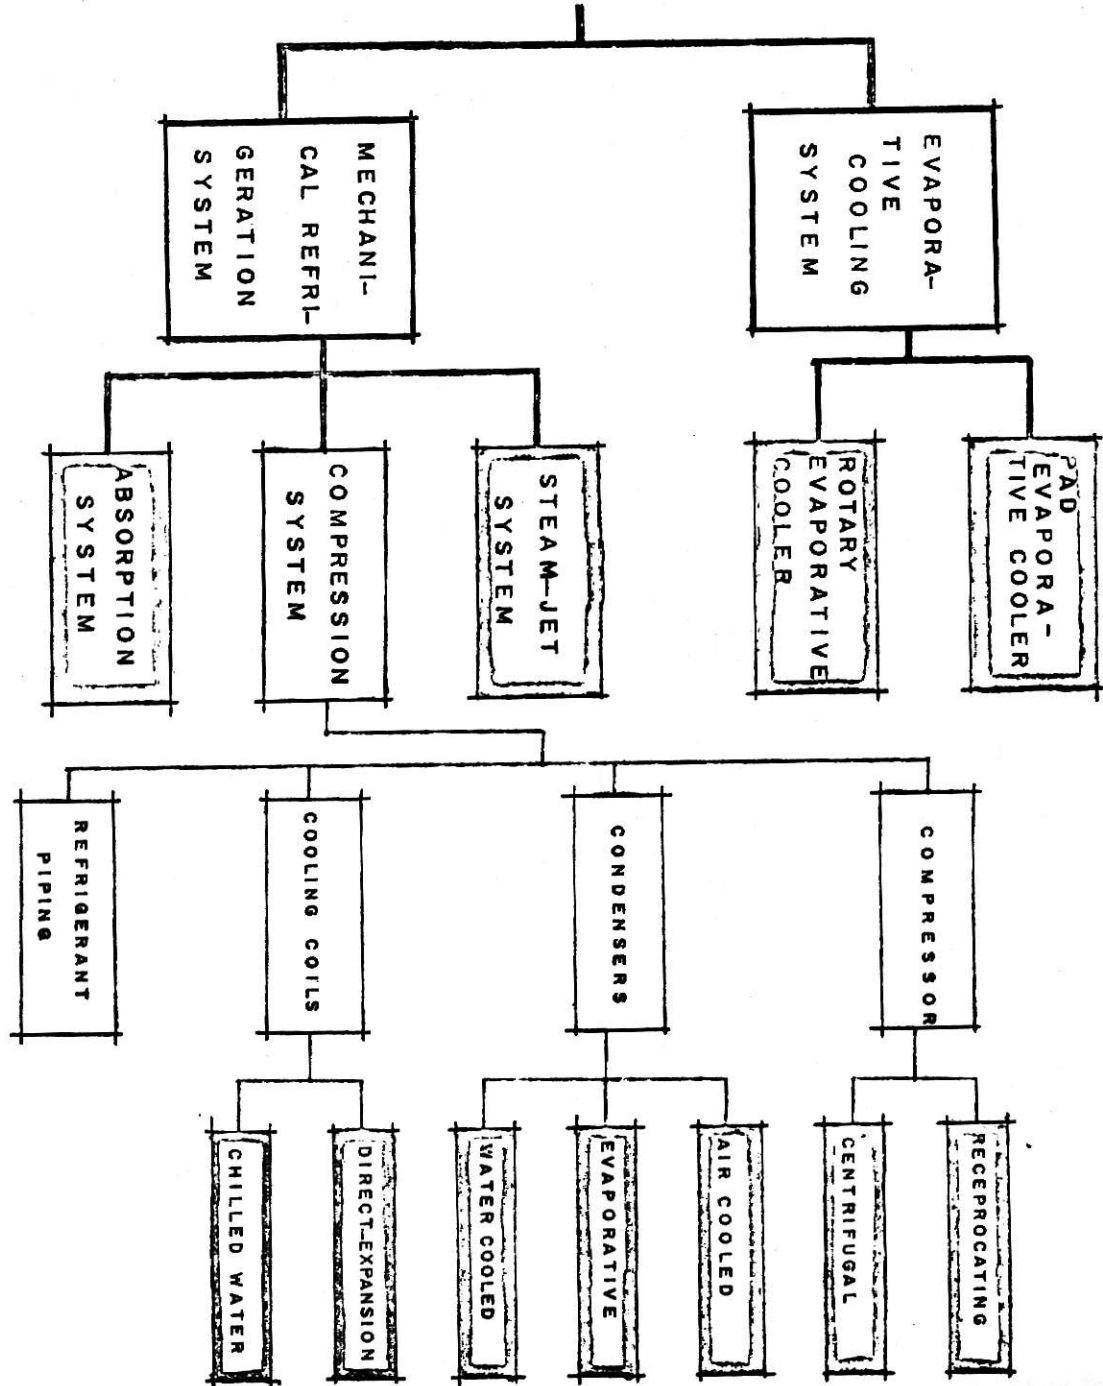 EVAPORA-
TIVE
COOLING
SYSTEM
MECHANI-
CAL REFRI-
GERATION
SYSTEM
PAD
EVAPORA-
TIVE COOLER
ROTARY
EVAPORATIVE
COOLER
STEAM-JET
SYSTEM
COMPRESSION
SYSTEM
ABSORPTION
SYSTEM
COMPRESSOR
CONDENSERS
COOLING COILS
REFRIGERANT
PIPING
RECEPROCATING
CENTRIFUGAL
AIR COOLED
EVAPORATIVE
WATER COOLED
DIRECT-EXPANSION
CHILLED WATER